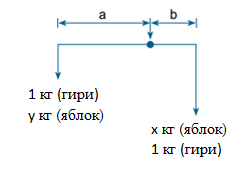 a b
1 кг (гири)
y кг (яблок)
x кг (яблок)
1 кг (гири)